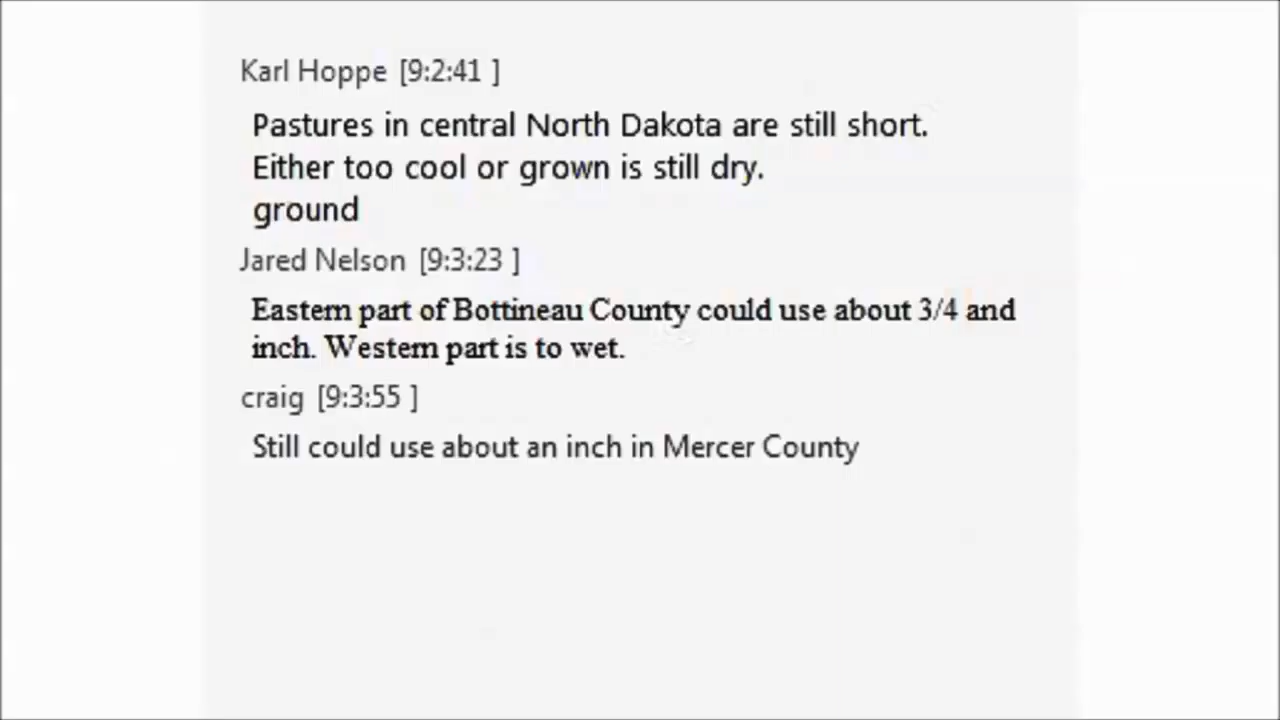 Karl Hoppe [9:2:41 ]
Pastures in central North Dakota are still short.
Either too cool or grown is still dry.
ground
Jared Nelson [9:3:23 ]
Eastern part of Bottineau County could use about 3/4 and
inch. Western part is to wet.
craig [9:3:55 ]
Still could use about an inch in Mercer County